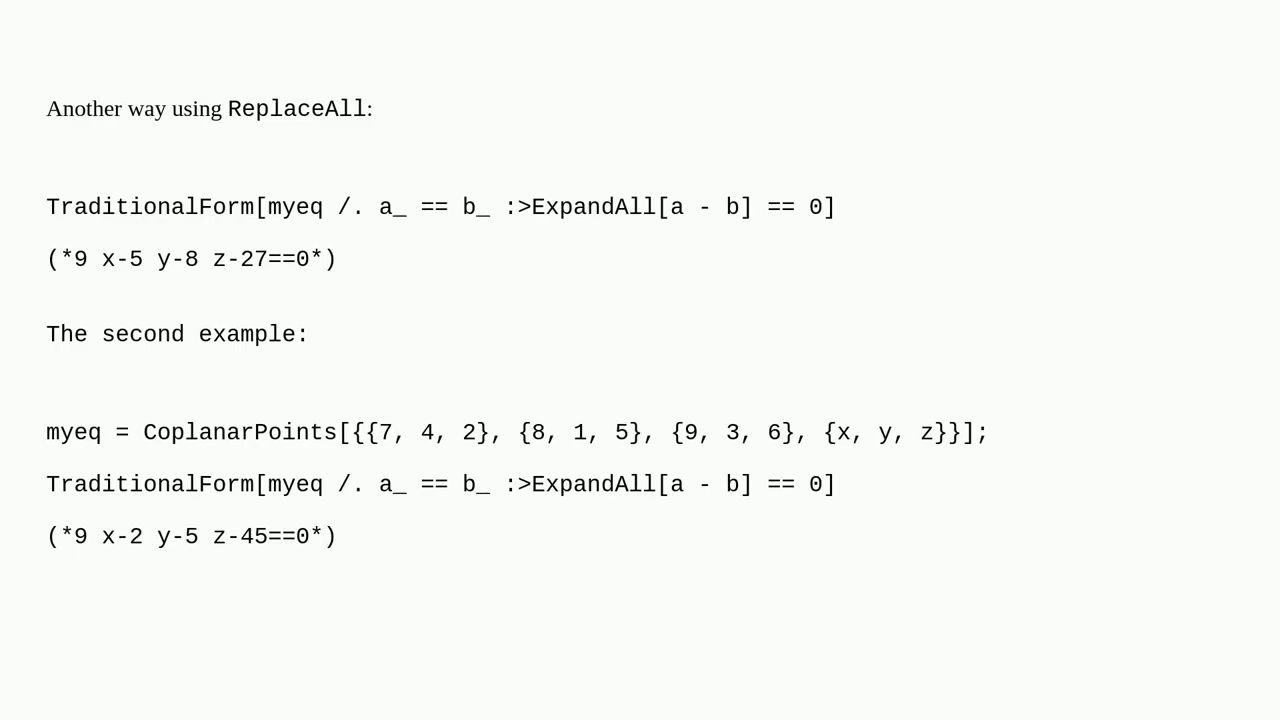 Another way using ReplaceAll:
TraditionalForm[myeq /. a_ == b_ :>ExpandAll[a - b] == 0]
(*9 x-5 y-8 z-27==0*)
The second example:
myeq = CoplanarPoints[{{7, 4, 2}, {8, 1, 5}, {9, 3, 6}, {x, y, z}}];
TraditionalForm[myeq /. a_ == b_ :>ExpandAll[a - b] == 0]
(*9 x-2 y-5 z-45==0*)